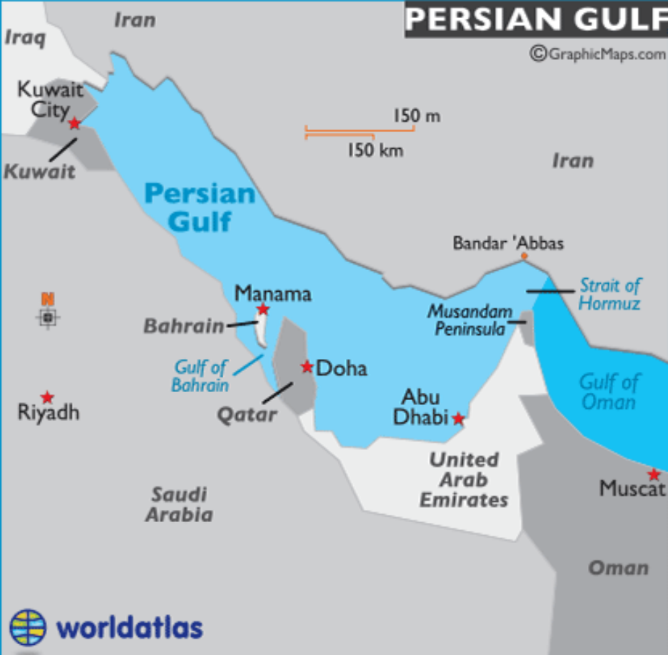 PERSIAN GULF
©GraphicMaps.com
Iran
Iraq
Kuwait
City
Kuwait
150 m
150 km
Iran
Persian
Gulf
Bandar 'Abbas
Strait of
Hormuz
Manama
Musandam
Peninsula
N
Bahrain
Gulf of
Bahrain
Doha
Gulf of
Oman
Riyadh
Qatar
Abu
Dhabi
United
Arab
Emirates
Muscat
Saudi
Arabia
Oman
worldatlas